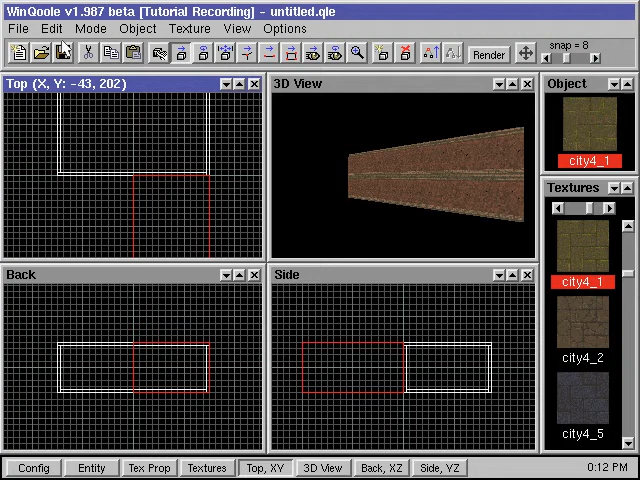 WinQoole v1.987 beta [Tutorial Recording] - untitled.qle
File Edit Mode Object Texture View Options
Render
snap = 8
Top (X, Y: -43, 202)
3D View
Object
city4_1
Textures
city4_1
city4_2
city4_5
Back
Side
Config Entity Tex Prop Textures Top, XY 3D View Back, XZ Side, YZ 0:12 PM